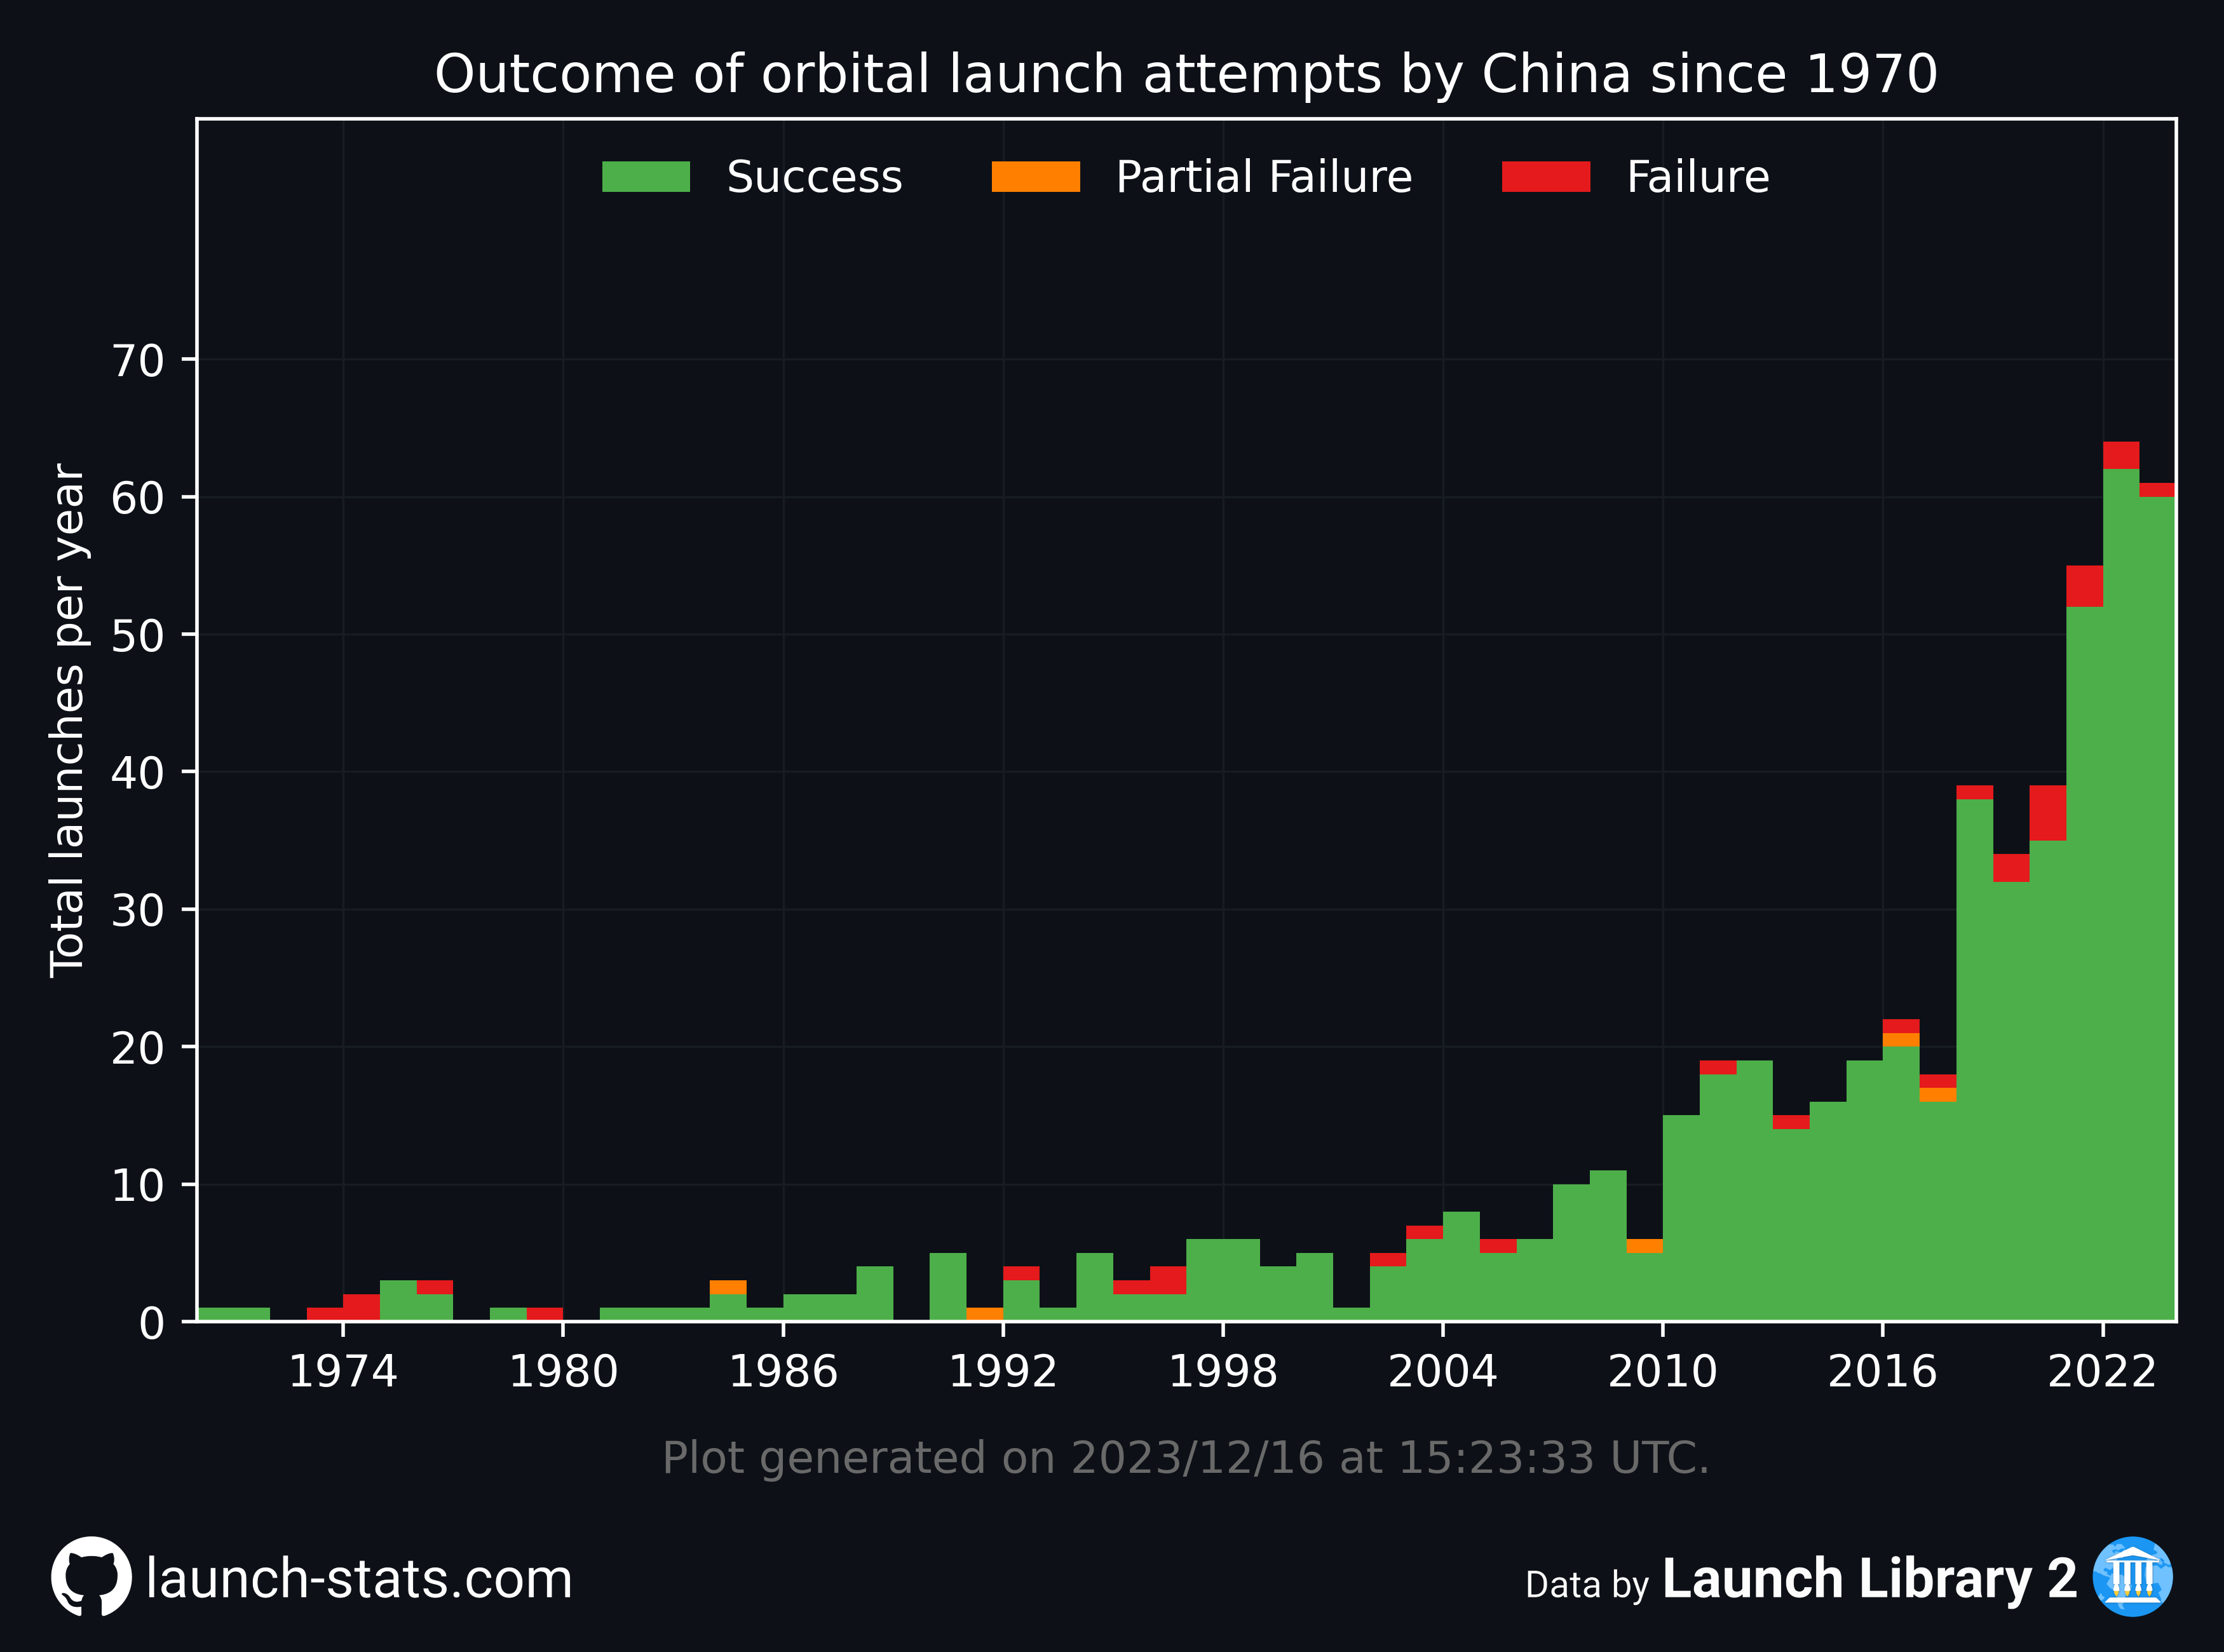 Outcome of orbital launch attempts by China since 1970
Success Partial Failure Failure
Total launches per year
70
60
50
40
30
20
10
0
1974 1980 1986 1992 1998 2004 2010 2016 2022
Plot generated on 2023/12/16 at 15:23:33 UTC.
launch-stats.com
Data by Launch Library 2